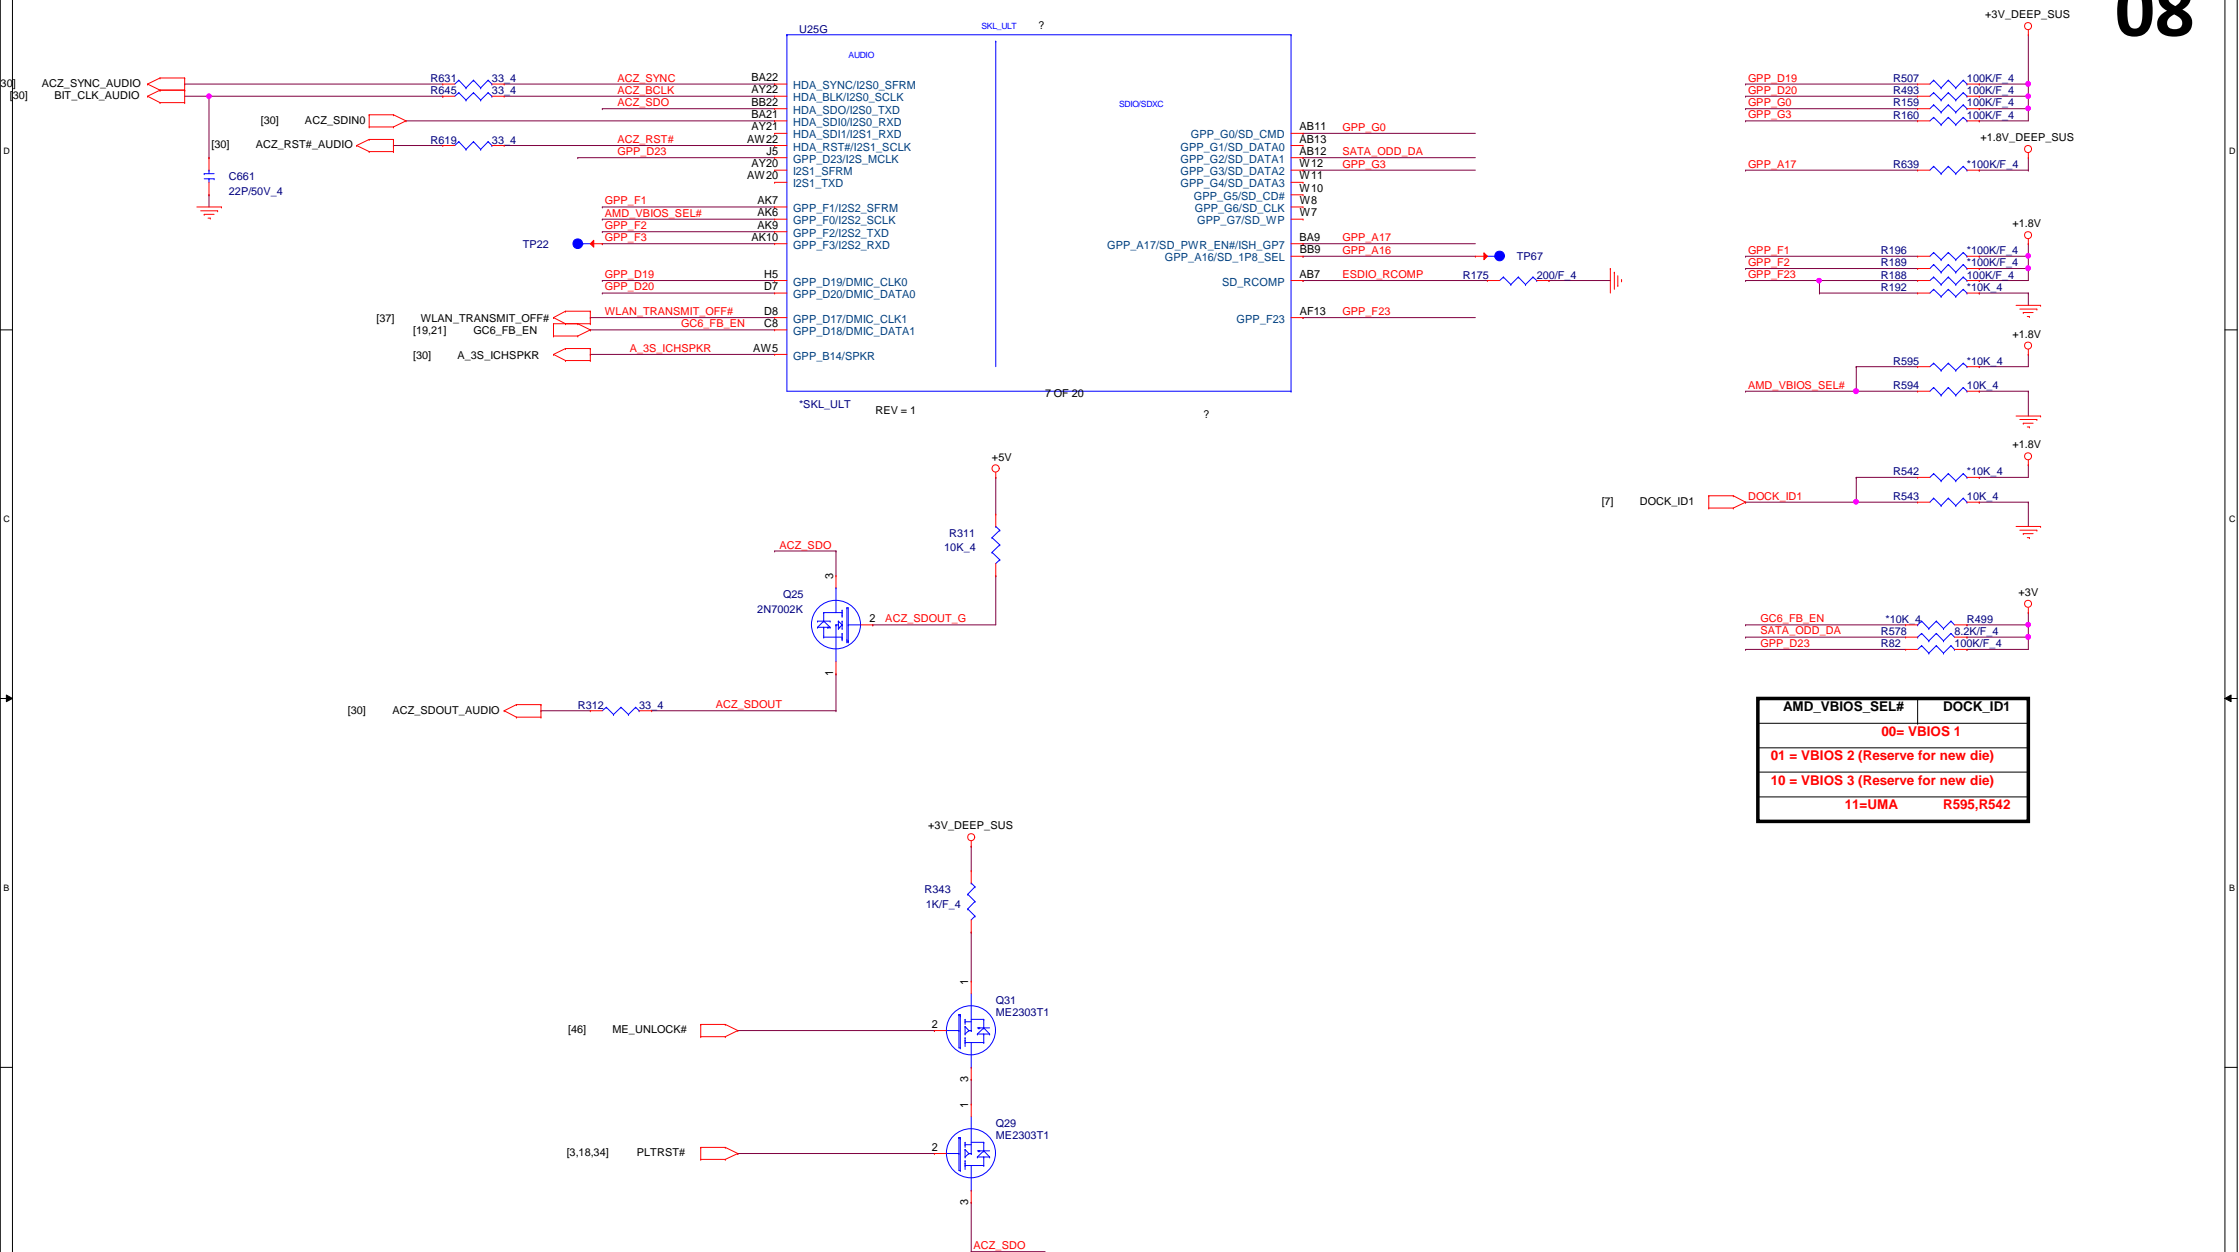 08
U25G
SKL_ULT
?
AUDIO
SDIO/SDXC
[30] ACZ_SYNC_AUDIO R631 33_4 ACZ_SYNC BA22 HDA_SYNC/I2S0_SFRM
[30] BIT_CLK_AUDIO R645 33_4 ACZ_BCLK AY22 HDA_BLK/I2S0_SCLK
ACZ_SDO BB22 HDA_SDO/I2S0_TXD
[30] ACZ_SDIN0 BA21 HDA_SDI0/I2S0_RXD
AY21 HDA_SDI1/I2S1_RXD
[30] ACZ_RST#_AUDIO R619 33_4 ACZ_RST# AW22 HDA_RST#/I2S1_SCLK
GPP_D23 J5 GPP_D23/I2S_MCLK
AY20 I2S1_SFRM
AW20 I2S1_TXD
C661
22P/50V_4
GPP_F1 AK7 GPP_F1/I2S2_SFRM
AMD_VBIOS_SEL# AK6 GPP_F0/I2S2_SCLK
GPP_F2 AK9 GPP_F2/I2S2_TXD
TP22 GPP_F3 AK10 GPP_F3/I2S2_RXD
GPP_D19 H5 GPP_D19/DMIC_CLK0
GPP_D20 D7 GPP_D20/DMIC_DATA0
[37] WLAN_TRANSMIT_OFF# WLAN_TRANSMIT_OFF# D8 GPP_D17/DMIC_CLK1
[19,21] GC6_FB_EN GC6_FB_EN C8 GPP_D18/DMIC_DATA1
[30] A_3S_ICHSPKR A_3S_ICHSPKR AW5 GPP_B14/SPKR
GPP_G0/SD_CMD AB11 GPP_G0
GPP_G1/SD_DATA0 AB13
GPP_G2/SD_DATA1 AB12 SATA_ODD_DA
GPP_G3/SD_DATA2 W12 GPP_G3
GPP_G4/SD_DATA3 W11
GPP_G5/SD_CD# W10
GPP_G6/SD_CLK W8
GPP_G7/SD_WP W7
GPP_A17/SD_PWR_EN#/ISH_GP7 BA9 GPP_A17
GPP_A16/SD_1P8_SEL BB9 GPP_A16 TP67
SD_RCOMP AB7 ESDIO_RCOMP R175 200/F_4
GPP_F23 AF13 GPP_F23
7 OF 20
*SKL_ULT
REV = 1
?
+3V_DEEP_SUS
GPP_D19 R507 100K/F_4
GPP_D20 R493 100K/F_4
GPP_G0 R159 100K/F_4
GPP_G3 R160 100K/F_4
+1.8V_DEEP_SUS
GPP_A17 R639 *100K/F_4
+1.8V
GPP_F1 R196 *100K/F_4
GPP_F2 R189 *100K/F_4
GPP_F23 R188 100K/F_4
R192 *10K_4
+1.8V
R595 *10K_4
AMD_VBIOS_SEL# R594 10K_4
+1.8V
R542 *10K_4
[7] DOCK_ID1 DOCK_ID1 R543 10K_4
+3V
GC6_FB_EN *10K_4 R499
SATA_ODD_DA R578 8.2K/F_4
GPP_D23 R82 100K/F_4
AMD_VBIOS_SEL# DOCK_ID1
00= VBIOS 1
01 = VBIOS 2 (Reserve for new die)
10 = VBIOS 3 (Reserve for new die)
11=UMA R595,R542
+5V
R311
10K_4
ACZ_SDO
3
Q25
2N7002K
2 ACZ_SDOUT_G
1
[30] ACZ_SDOUT_AUDIO R312 33_4 ACZ_SDOUT
+3V_DEEP_SUS
R343
1K/F_4
1
Q31
ME2303T1
[46] ME_UNLOCK# 2
3
1
Q29
ME2303T1
[3,18,34] PLTRST# 2
3
ACZ_SDO
D
D
C
C
B
B